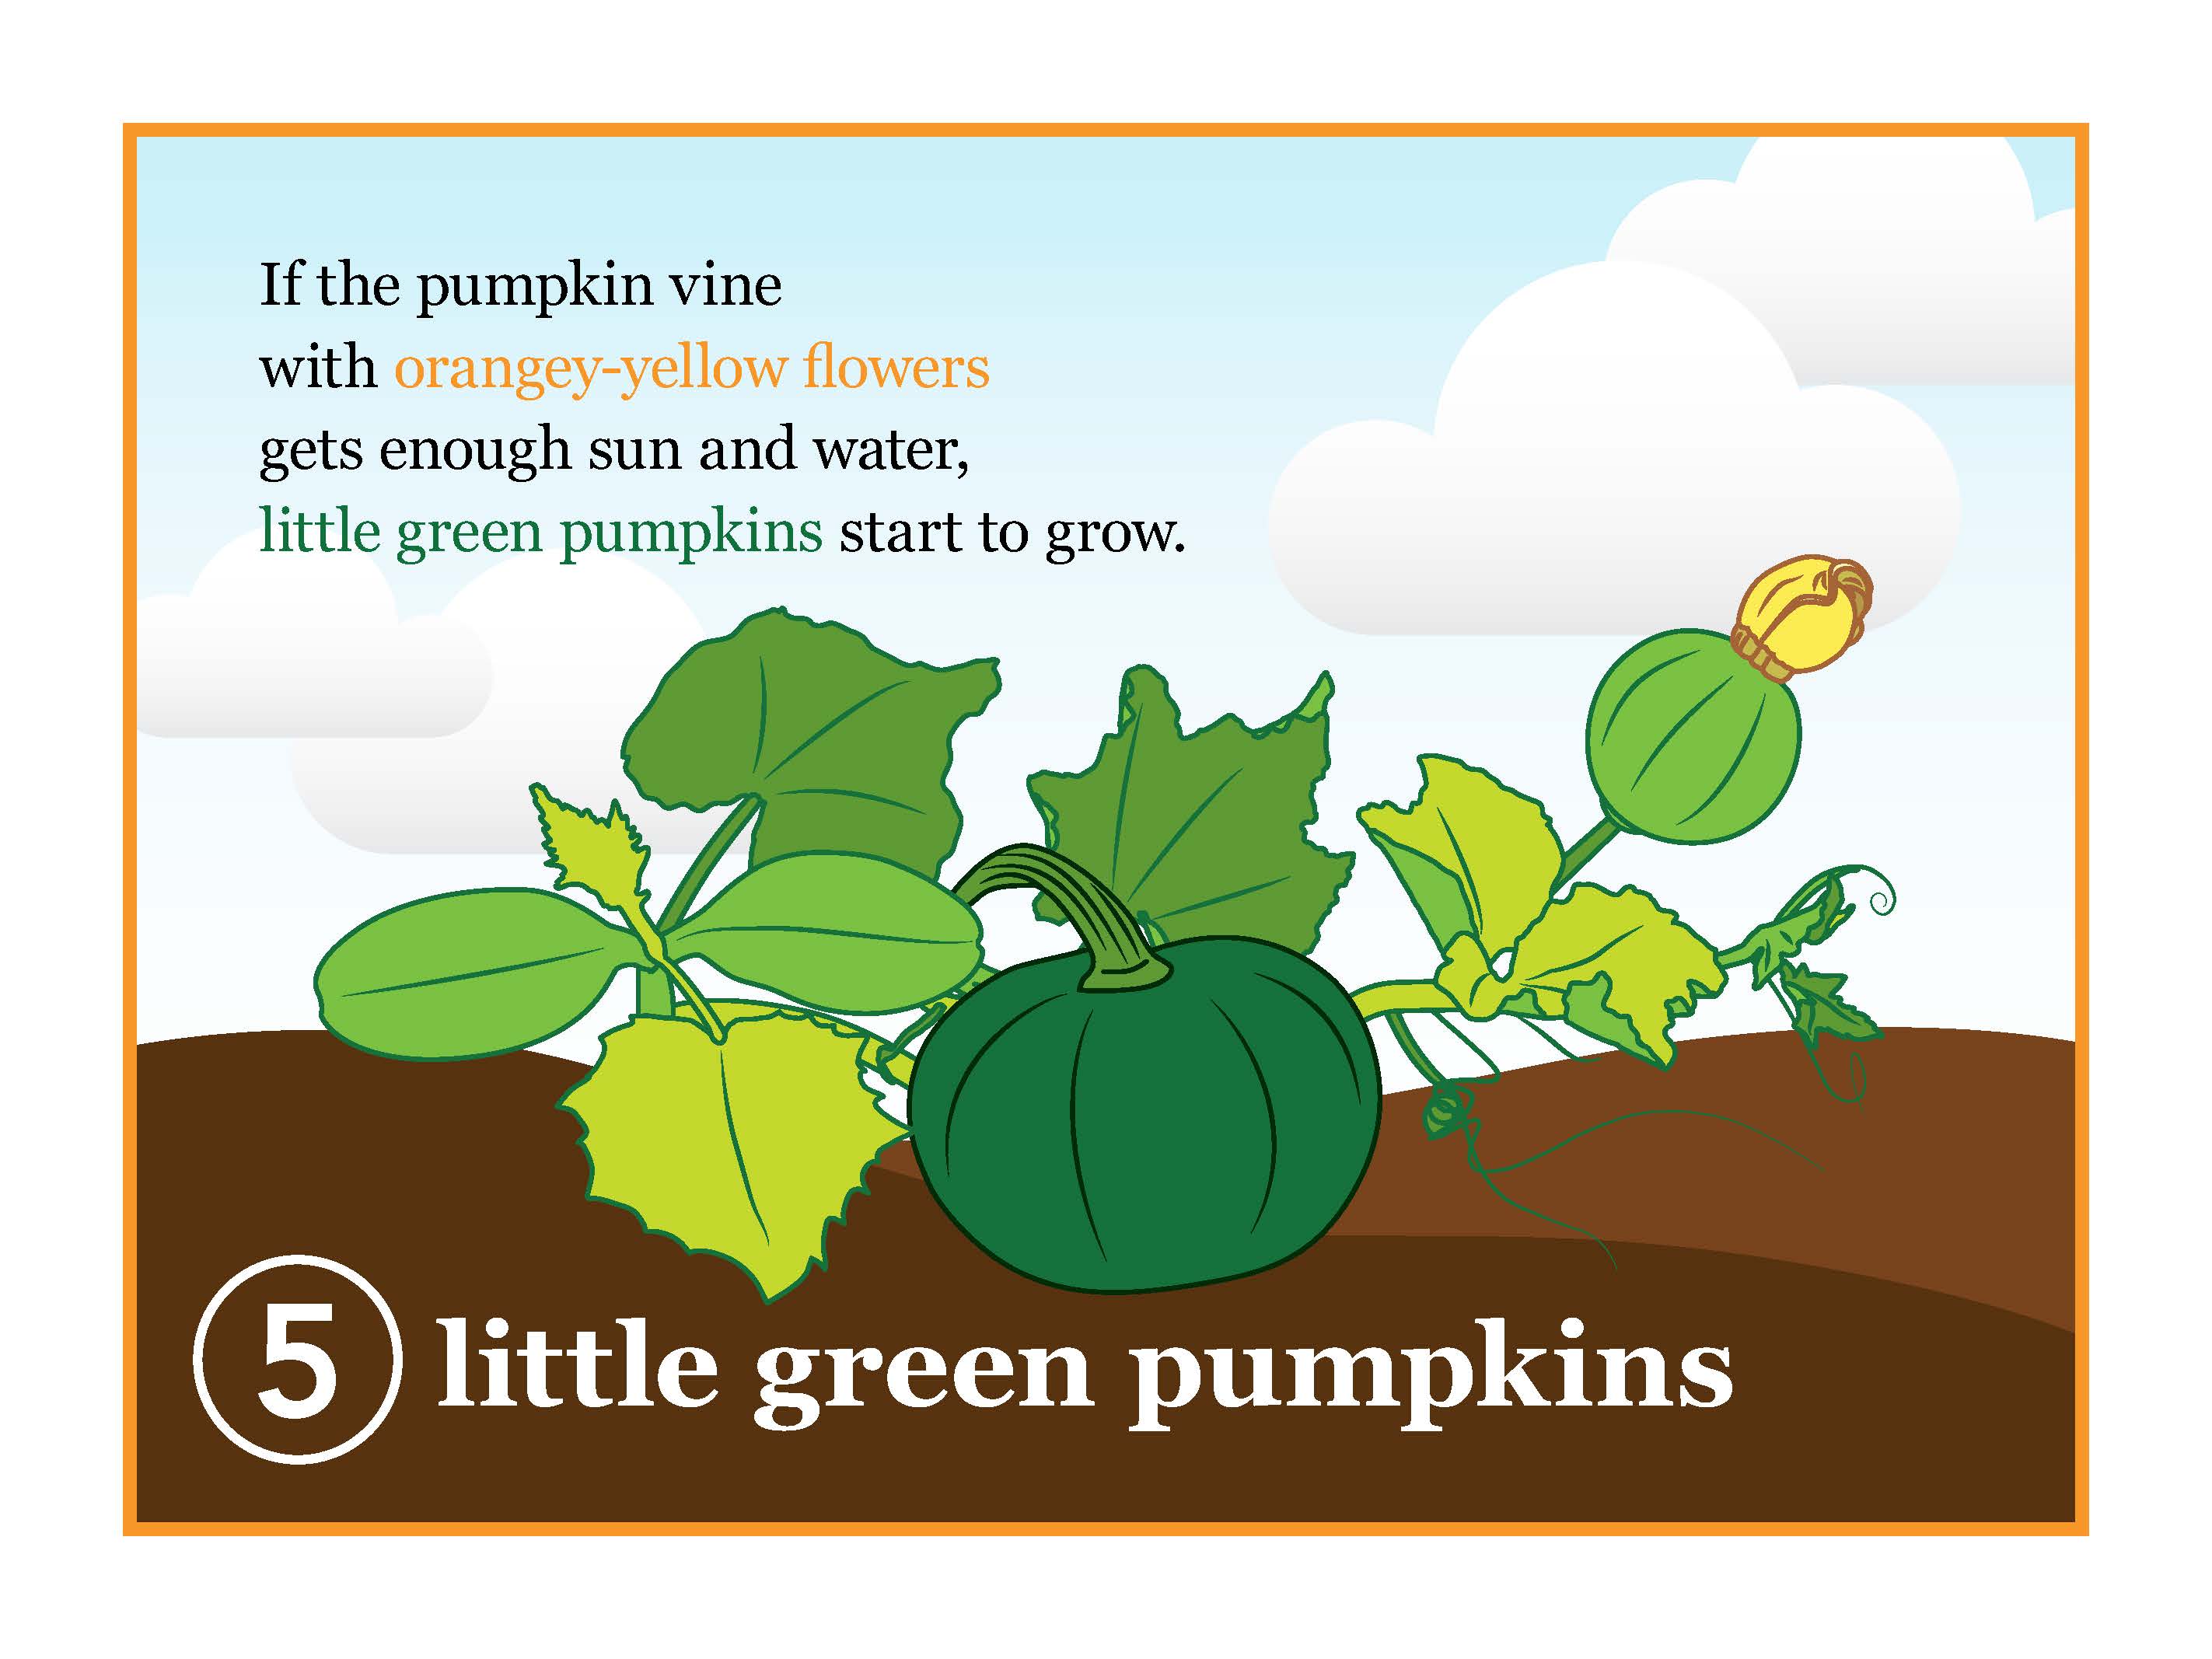 If the pumpkin vine
with orangey-yellow flowers
gets enough sun and water,
little green pumpkins start to grow.
5 little green pumpkins